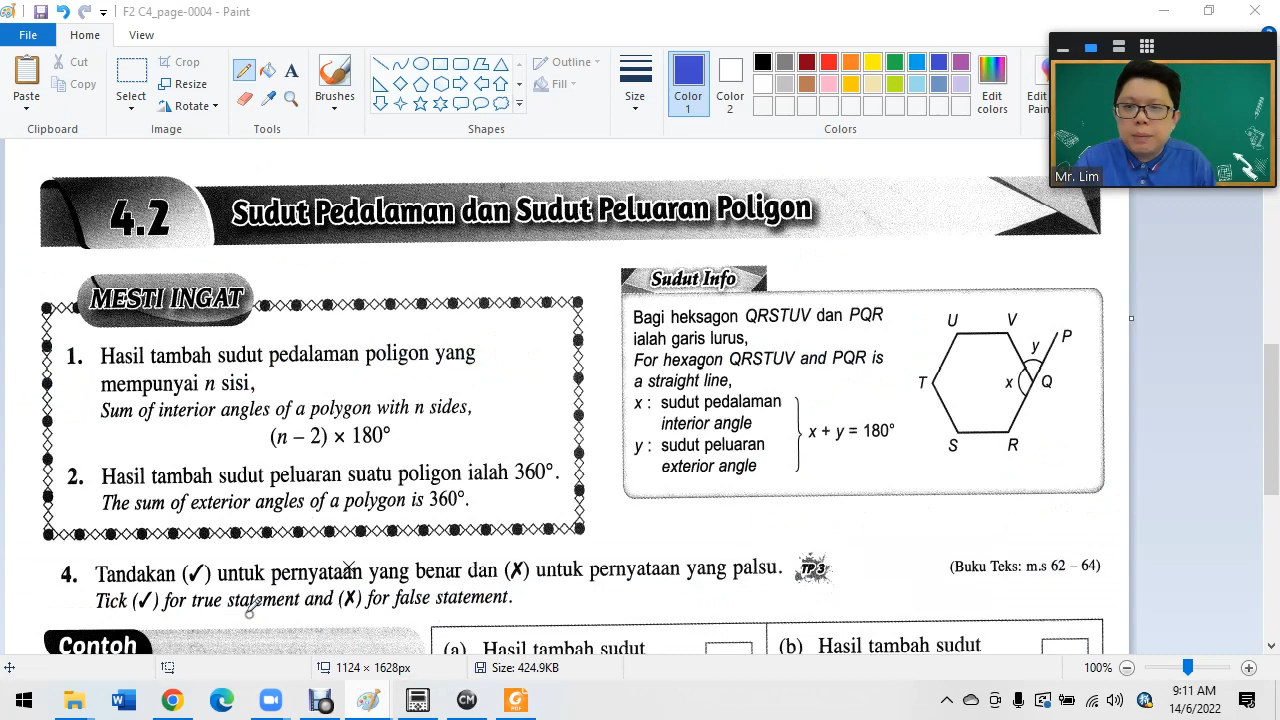 F2 C4_page-0004 - Paint
File
Home
View
Paste
Cut
Copy
Clipboard
Select
Crop
Resize
Rotate
Image
A
Tools
Brushes
Shapes
Outline
Fill
Size
Color 1
Color 2
Colors
Edit colors
Mr. Lim
4.2 Sudut Pedalaman dan Sudut Peluaran Poligon
MESTI INGAT
1. Hasil tambah sudut pedalaman poligon yang
mempunyai n sisi,
Sum of interior angles of a polygon with n sides,
(n – 2) × 180°
2. Hasil tambah sudut peluaran suatu poligon ialah 360°.
The sum of exterior angles of a polygon is 360°.
Sudut Info
Bagi heksagon QRSTUV dan PQR
ialah garis lurus,
For hexagon QRSTUV and PQR is
a straight line,
x : sudut pedalaman
interior angle
y : sudut peluaran
exterior angle
x + y = 180°
U V
y P
T x Q
S R
4. Tandakan (✓) untuk pernyataan yang benar dan (✗) untuk pernyataan yang palsu. TP 3
(Buku Teks: m.s 62 – 64)
Tick (✓) for true statement and (✗) for false statement.
Contoh
(a) Hasil tambah sudut
(b) Hasil tambah sudut
1124 × 1628px
Size: 424.9KB
100%
9:11 AM
14/6/2022